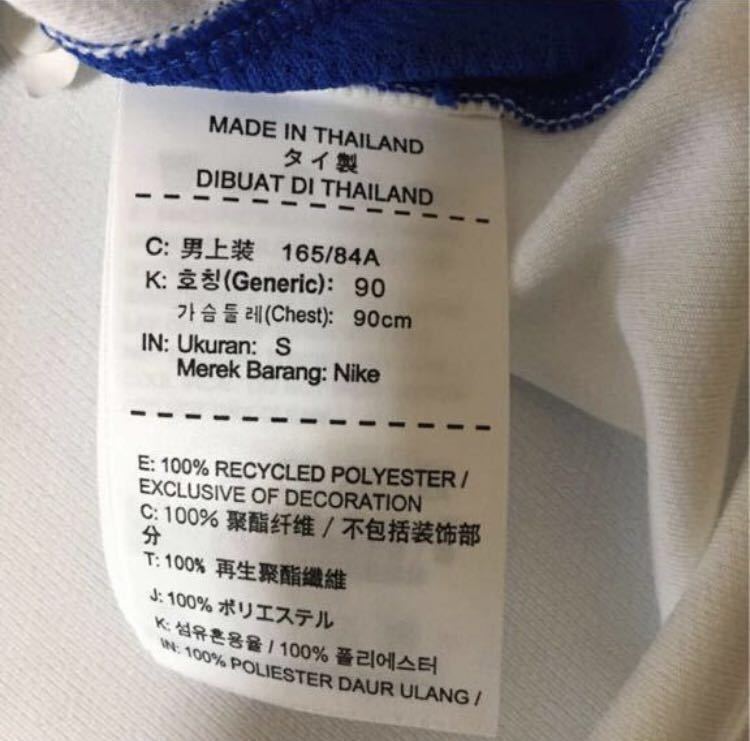 MADE IN THAILAND
タイ製
DIBUAT DI THAILAND
C: 男上装 165/84A
K: 호칭(Generic): 90
가슴둘레(Chest): 90cm
IN: Ukuran: S
Merek Barang: Nike
E: 100% RECYCLED POLYESTER /
EXCLUSIVE OF DECORATION
C: 100% 聚酯纤维 / 不包括装饰部
分
T: 100% 再生聚酯纖維
J: 100% ポリエステル
K: 섬유혼용율 / 100% 폴리에스터
IN: 100% POLIESTER DAUR ULANG /